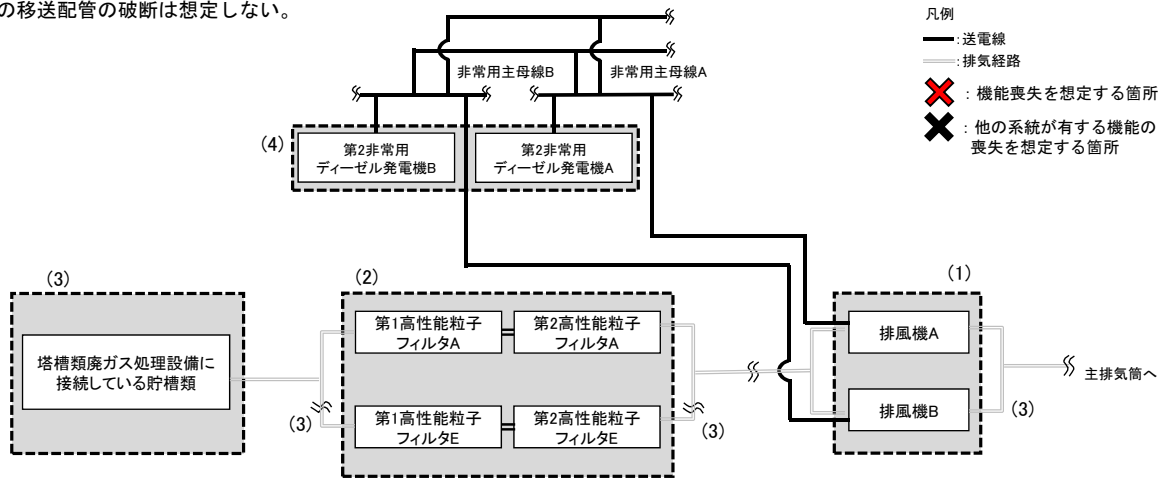 の移送配管の破断は想定しない。
凡例
:送電線
:排気経路
:機能喪失を想定する箇所
:他の系統が有する機能の
喪失を想定する箇所
非常用主母線B
非常用主母線A
(4)
第2非常用
ディーゼル発電機B
第2非常用
ディーゼル発電機A
(3)
(2)
(1)
塔槽類廃ガス処理設備に
接続している貯槽類
第1高性能粒子
フィルタA
第2高性能粒子
フィルタA
排風機A
主排気筒へ
(3)
第1高性能粒子
フィルタE
第2高性能粒子
フィルタE
(3)
排風機B
(3)